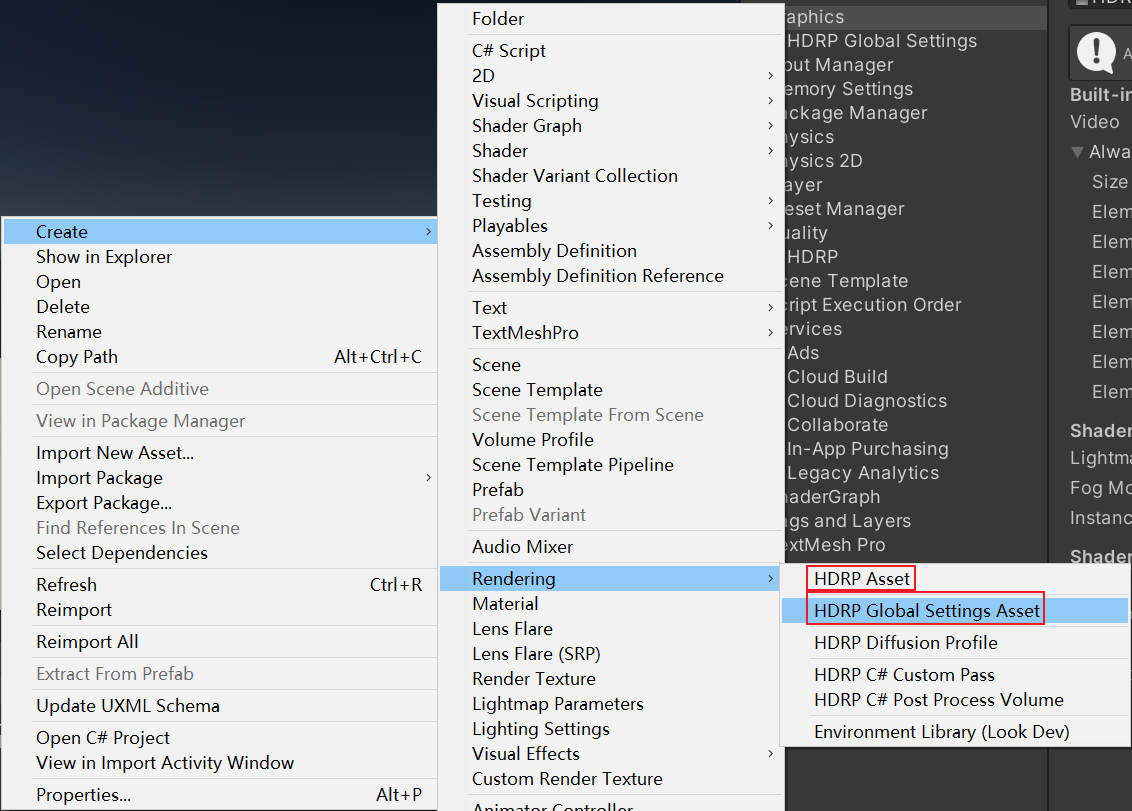 Create
Show in Explorer
Open
Delete
Rename
Copy Path Alt+Ctrl+C
Open Scene Additive
View in Package Manager
Import New Asset...
Import Package
Export Package...
Find References In Scene
Select Dependencies
Refresh Ctrl+R
Reimport
Reimport All
Extract From Prefab
Update UXML Schema
Open C# Project
View in Import Activity Window
Properties... Alt+P
Folder
C# Script
2D
Visual Scripting
Shader Graph
Shader
Shader Variant Collection
Testing
Playables
Assembly Definition
Assembly Definition Reference
Text
TextMeshPro
Scene
Scene Template
Scene Template From Scene
Volume Profile
Scene Template Pipeline
Prefab
Prefab Variant
Audio Mixer
Rendering
Material
Lens Flare
Lens Flare (SRP)
Render Texture
Lightmap Parameters
Lighting Settings
Visual Effects
Custom Render Texture
Animator Controller
HDRP Asset
HDRP Global Settings Asset
HDRP Diffusion Profile
HDRP C# Custom Pass
HDRP C# Post Process Volume
Environment Library (Look Dev)
aphics
HDRP Global Settings
put Manager
emory Settings
ackage Manager
hysics
hysics 2D
layer
eset Manager
uality
HDRP
cene Template
cript Execution Order
ervices
Ads
Cloud Build
Cloud Diagnostics
Collaborate
In-App Purchasing
Legacy Analytics
haderGraph
ags and Layers
extMesh Pro
A
Built-in
Video
Alwa
Size
Elem
Elem
Elem
Elem
Elem
Elem
Elem
Shader
Lightma
Fog Mo
Instanc
Shader